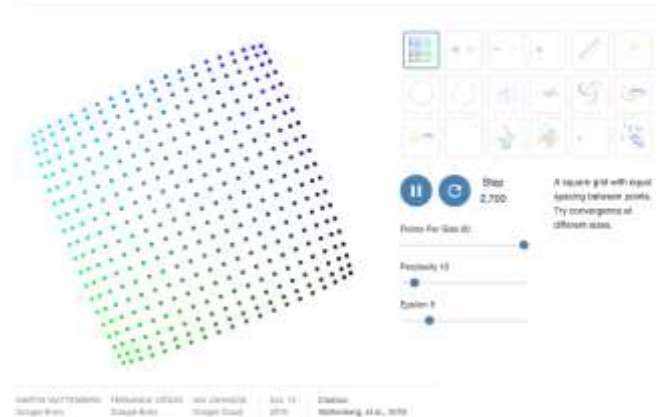 Step
2,700
A square grid with equal
spacing between points.
Try convergence at
different sizes.
Points Per Side 20
Perplexity 10
Epsilon 5
MARTIN WATTENBERG
Google Brain
FERNANDA VIÉGAS
Google Brain
IAN JOHNSON
Google Cloud
Oct. 13
2016
Citation:
Wattenberg, et al., 2016